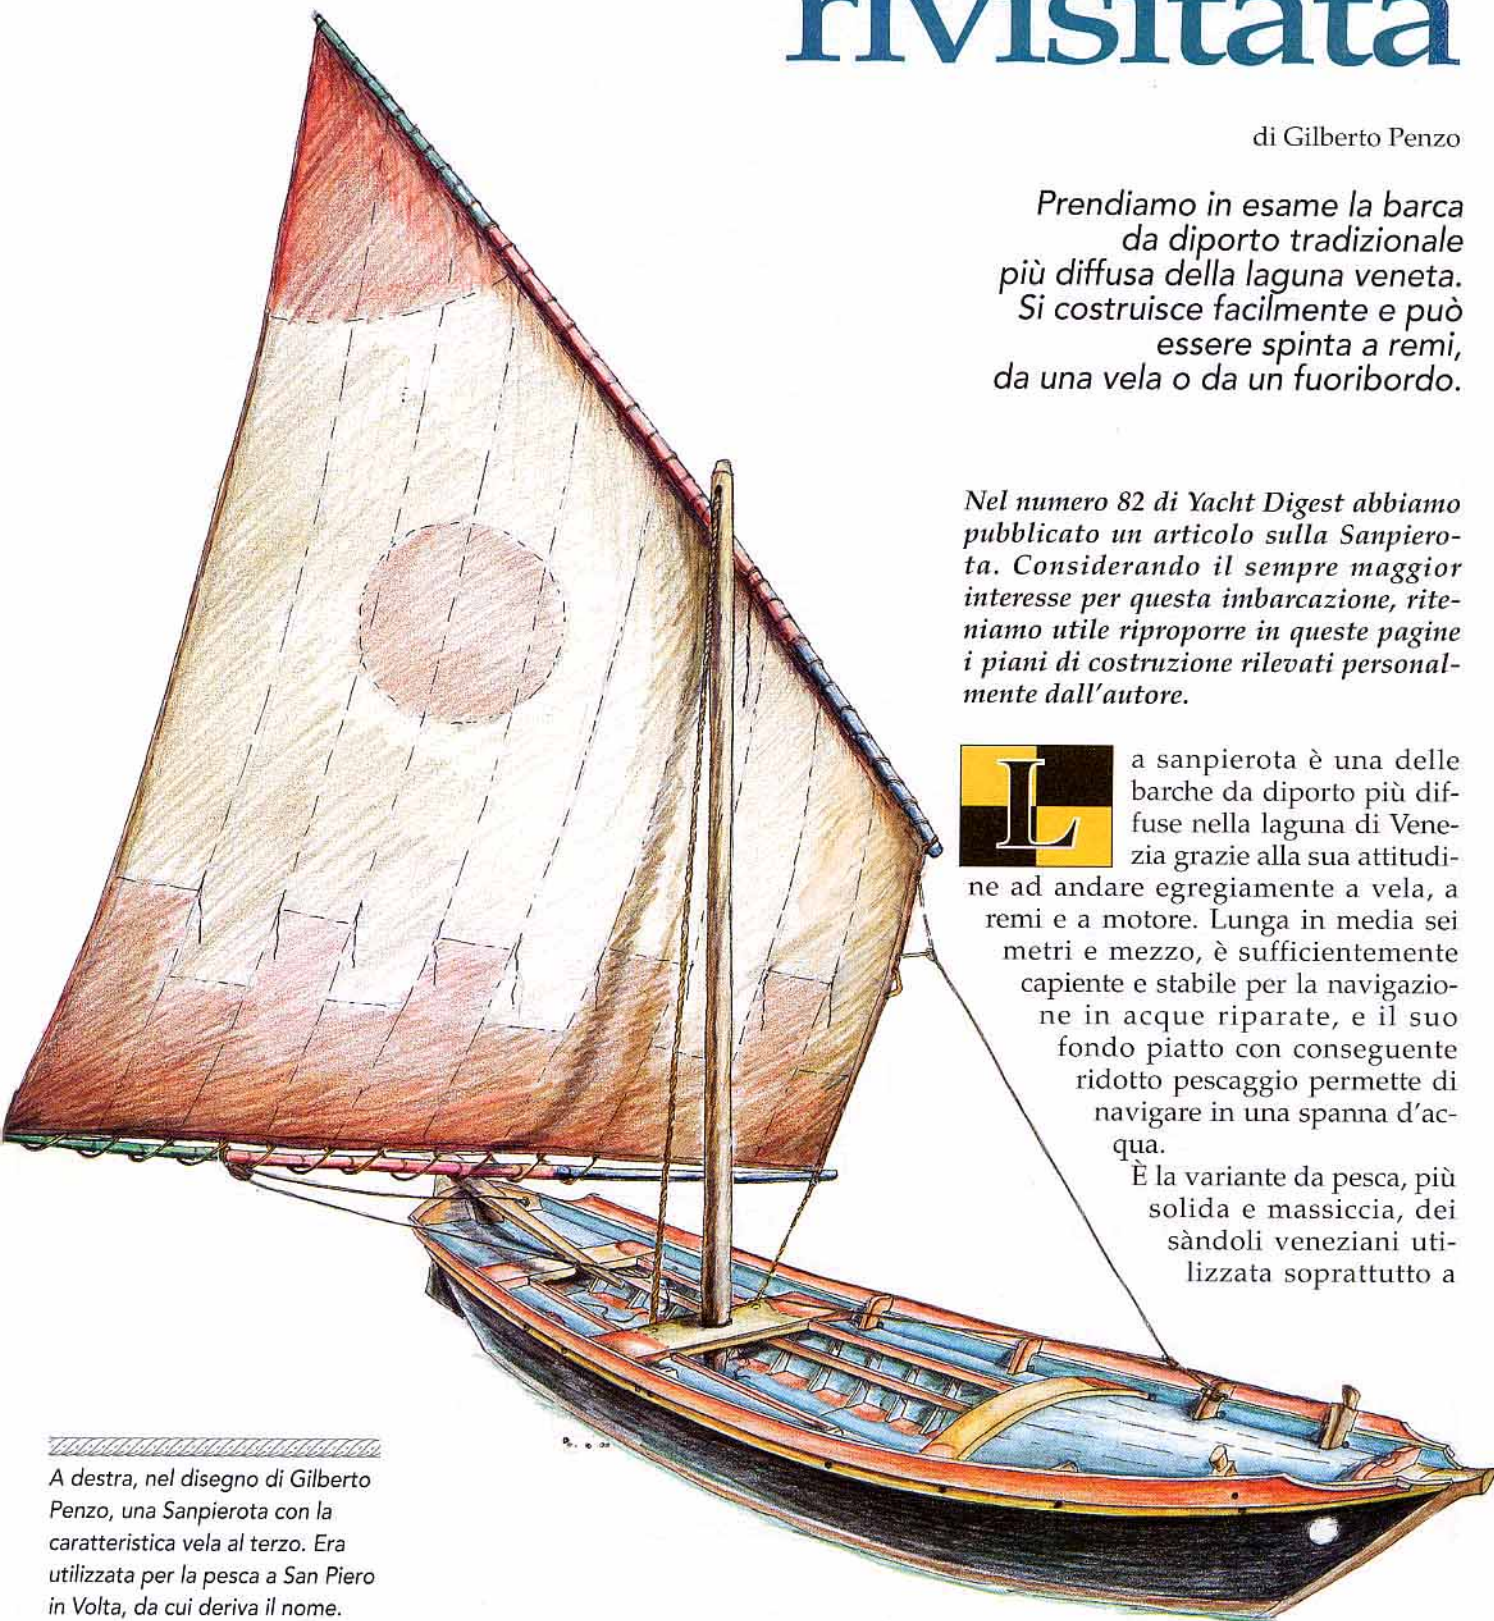 rivisitata
di Gilberto Penzo
Prendiamo in esame la barca
da diporto tradizionale
più diffusa della laguna veneta.
Si costruisce facilmente e può
essere spinta a remi,
da una vela o da un fuoribordo.
Nel numero 82 di Yacht Digest abbiamo
pubblicato un articolo sulla Sanpiero-
ta. Considerando il sempre maggior
interesse per questa imbarcazione, rite-
niamo utile riproporre in queste pagine
i piani di costruzione rilevati personal-
mente dall'autore.
La sanpierota è una delle
barche da diporto più dif-
fuse nella laguna di Vene-
zia grazie alla sua attitudi-
ne ad andare egregiamente a vela, a
remi e a motore. Lunga in media sei
metri e mezzo, è sufficientemente
capiente e stabile per la navigazio-
ne in acque riparate, e il suo
fondo piatto con conseguente
ridotto pescaggio permette di
navigare in una spanna d'ac-
qua.
È la variante da pesca, più
solida e massiccia, dei
sàndoli veneziani uti-
lizzata soprattutto a
A destra, nel disegno di Gilberto
Penzo, una Sanpierota con la
caratteristica vela al terzo. Era
utilizzata per la pesca a San Piero
in Volta, da cui deriva il nome.